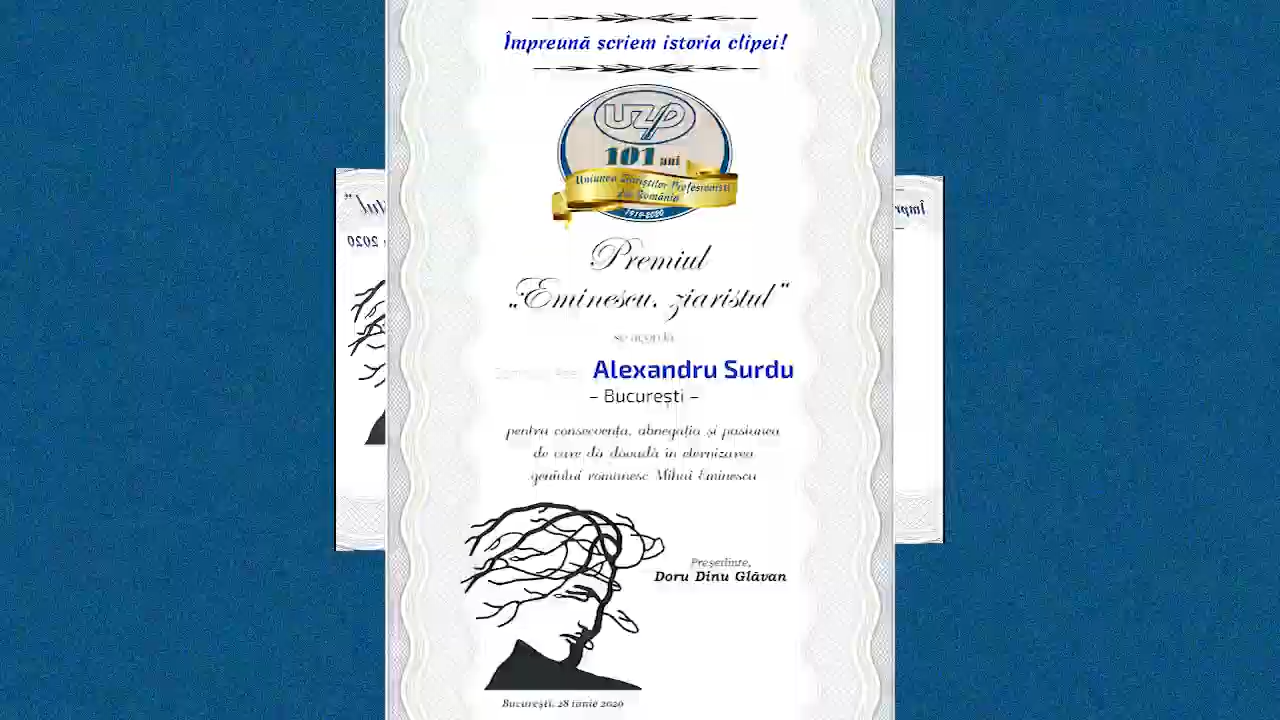 Împreună scriem istoria clipei!
UZP
101 ani
Uniunea Ziariștilor Profesioniști
din România
1919-2020
Premiul
„Eminescu, ziaristul”
se acordă
Alexandru Surdu
– București –
pentru consecvența, abnegația și pasiunea
de care dă dovadă în eternizarea
geniului românesc Mihai Eminescu
Președinte,
Doru Dinu Glăvan
București, 28 iunie 2020